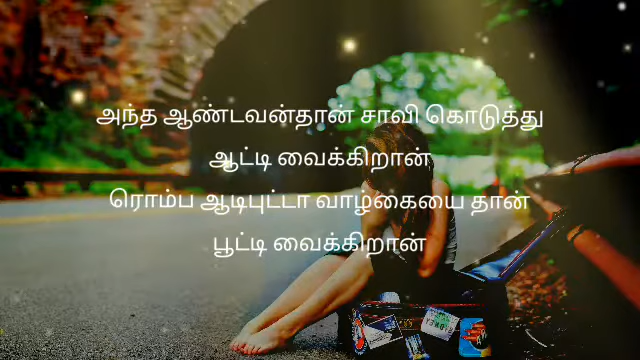 அந்த ஆண்டவன்தான் சாவி கொடுத்து
ஆட்டி வைக்கிறான்
ரொம்ப ஆடிபுட்டா வாழ்கையை தான்
பூட்டி வைக்கிறான்